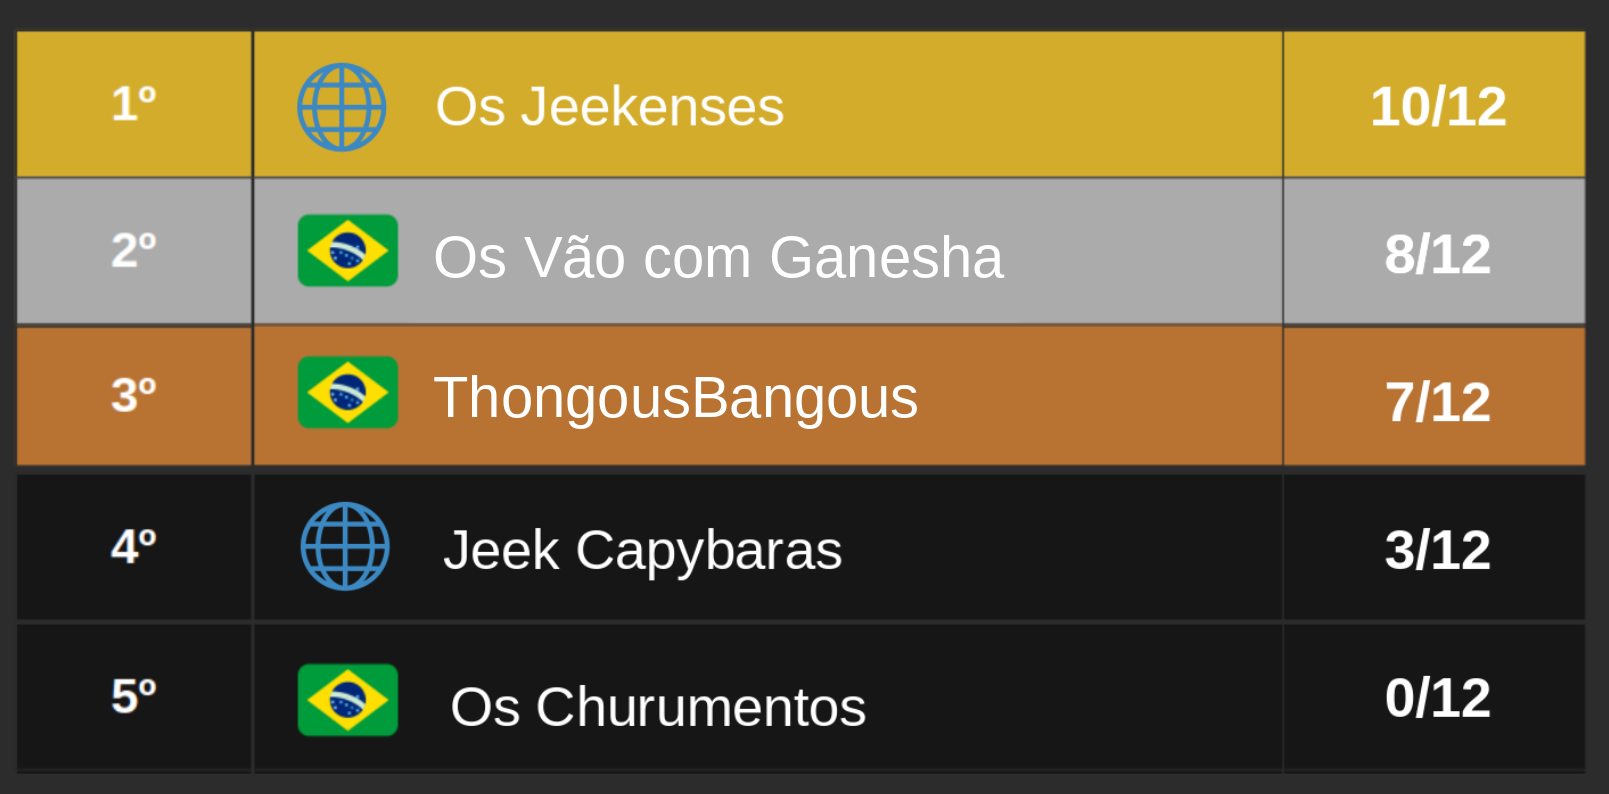 1º Os Jeekenses 10/12
2º Os Vão com Ganesha 8/12
3º ThongousBangous 7/12
4º Jeek Capybaras 3/12
5º Os Churumentos 0/12